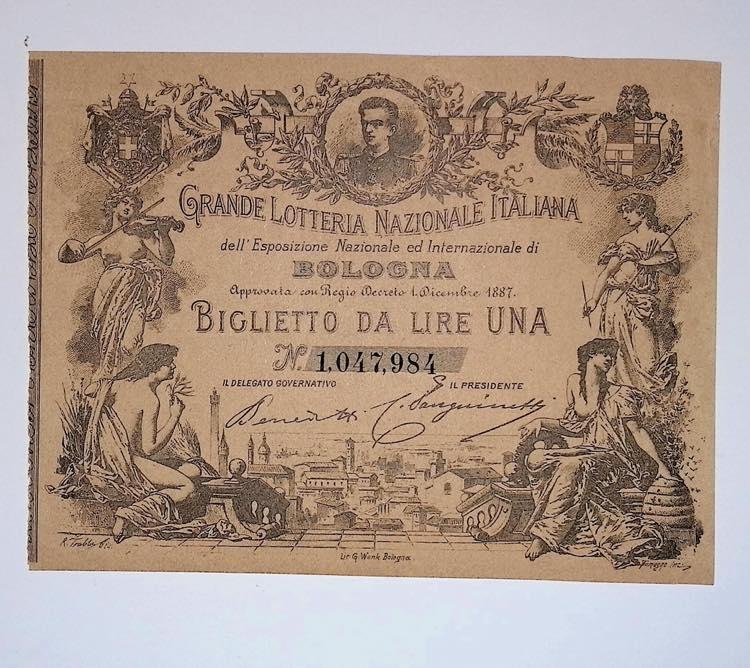 GRANDE LOTTERIA NAZIONALE ITALIANA
dell'Esposizione Nazionale ed Internazionale di
BOLOGNA
Approvata con Regio Decreto 1. Dicembre 1887.
BIGLIETTO DA LIRE UNA
N. 1,047,984
IL DELEGATO GOVERNATIVO
IL PRESIDENTE
C. Sanguinetti
Lit G. Wenk Bologna